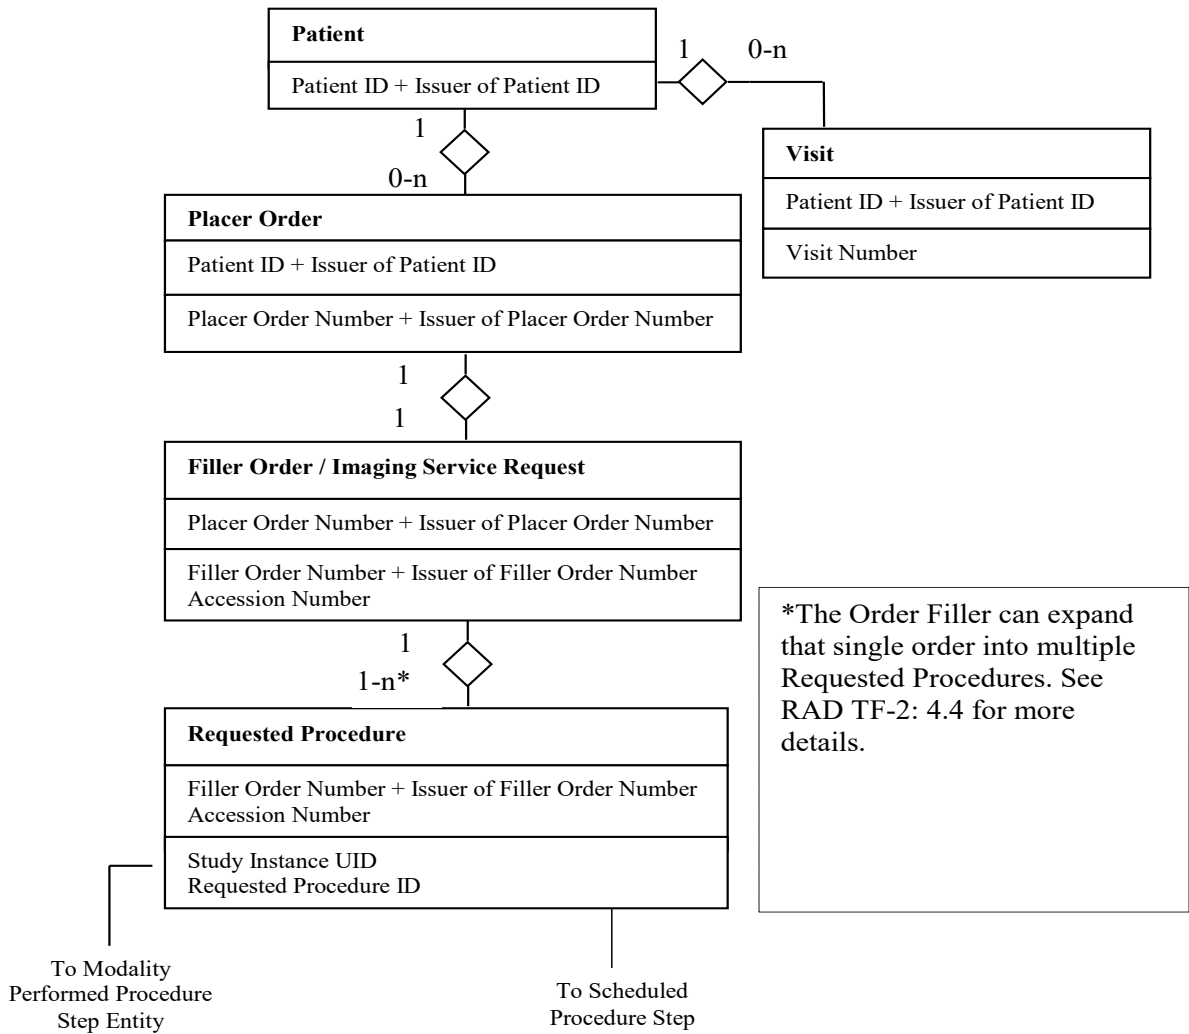 Patient
Patient ID + Issuer of Patient ID
1
0-n
1
0-n
Visit
Patient ID + Issuer of Patient ID
Visit Number
Placer Order
Patient ID + Issuer of Patient ID
Placer Order Number + Issuer of Placer Order Number
1
1
Filler Order / Imaging Service Request
Placer Order Number + Issuer of Placer Order Number
Filler Order Number + Issuer of Filler Order Number
Accession Number
1
1-n*
*The Order Filler can expand
that single order into multiple
Requested Procedures. See
RAD TF-2: 4.4 for more
details.
Requested Procedure
Filler Order Number + Issuer of Filler Order Number
Accession Number
Study Instance UID
Requested Procedure ID
To Modality
Performed Procedure
Step Entity
To Scheduled
Procedure Step